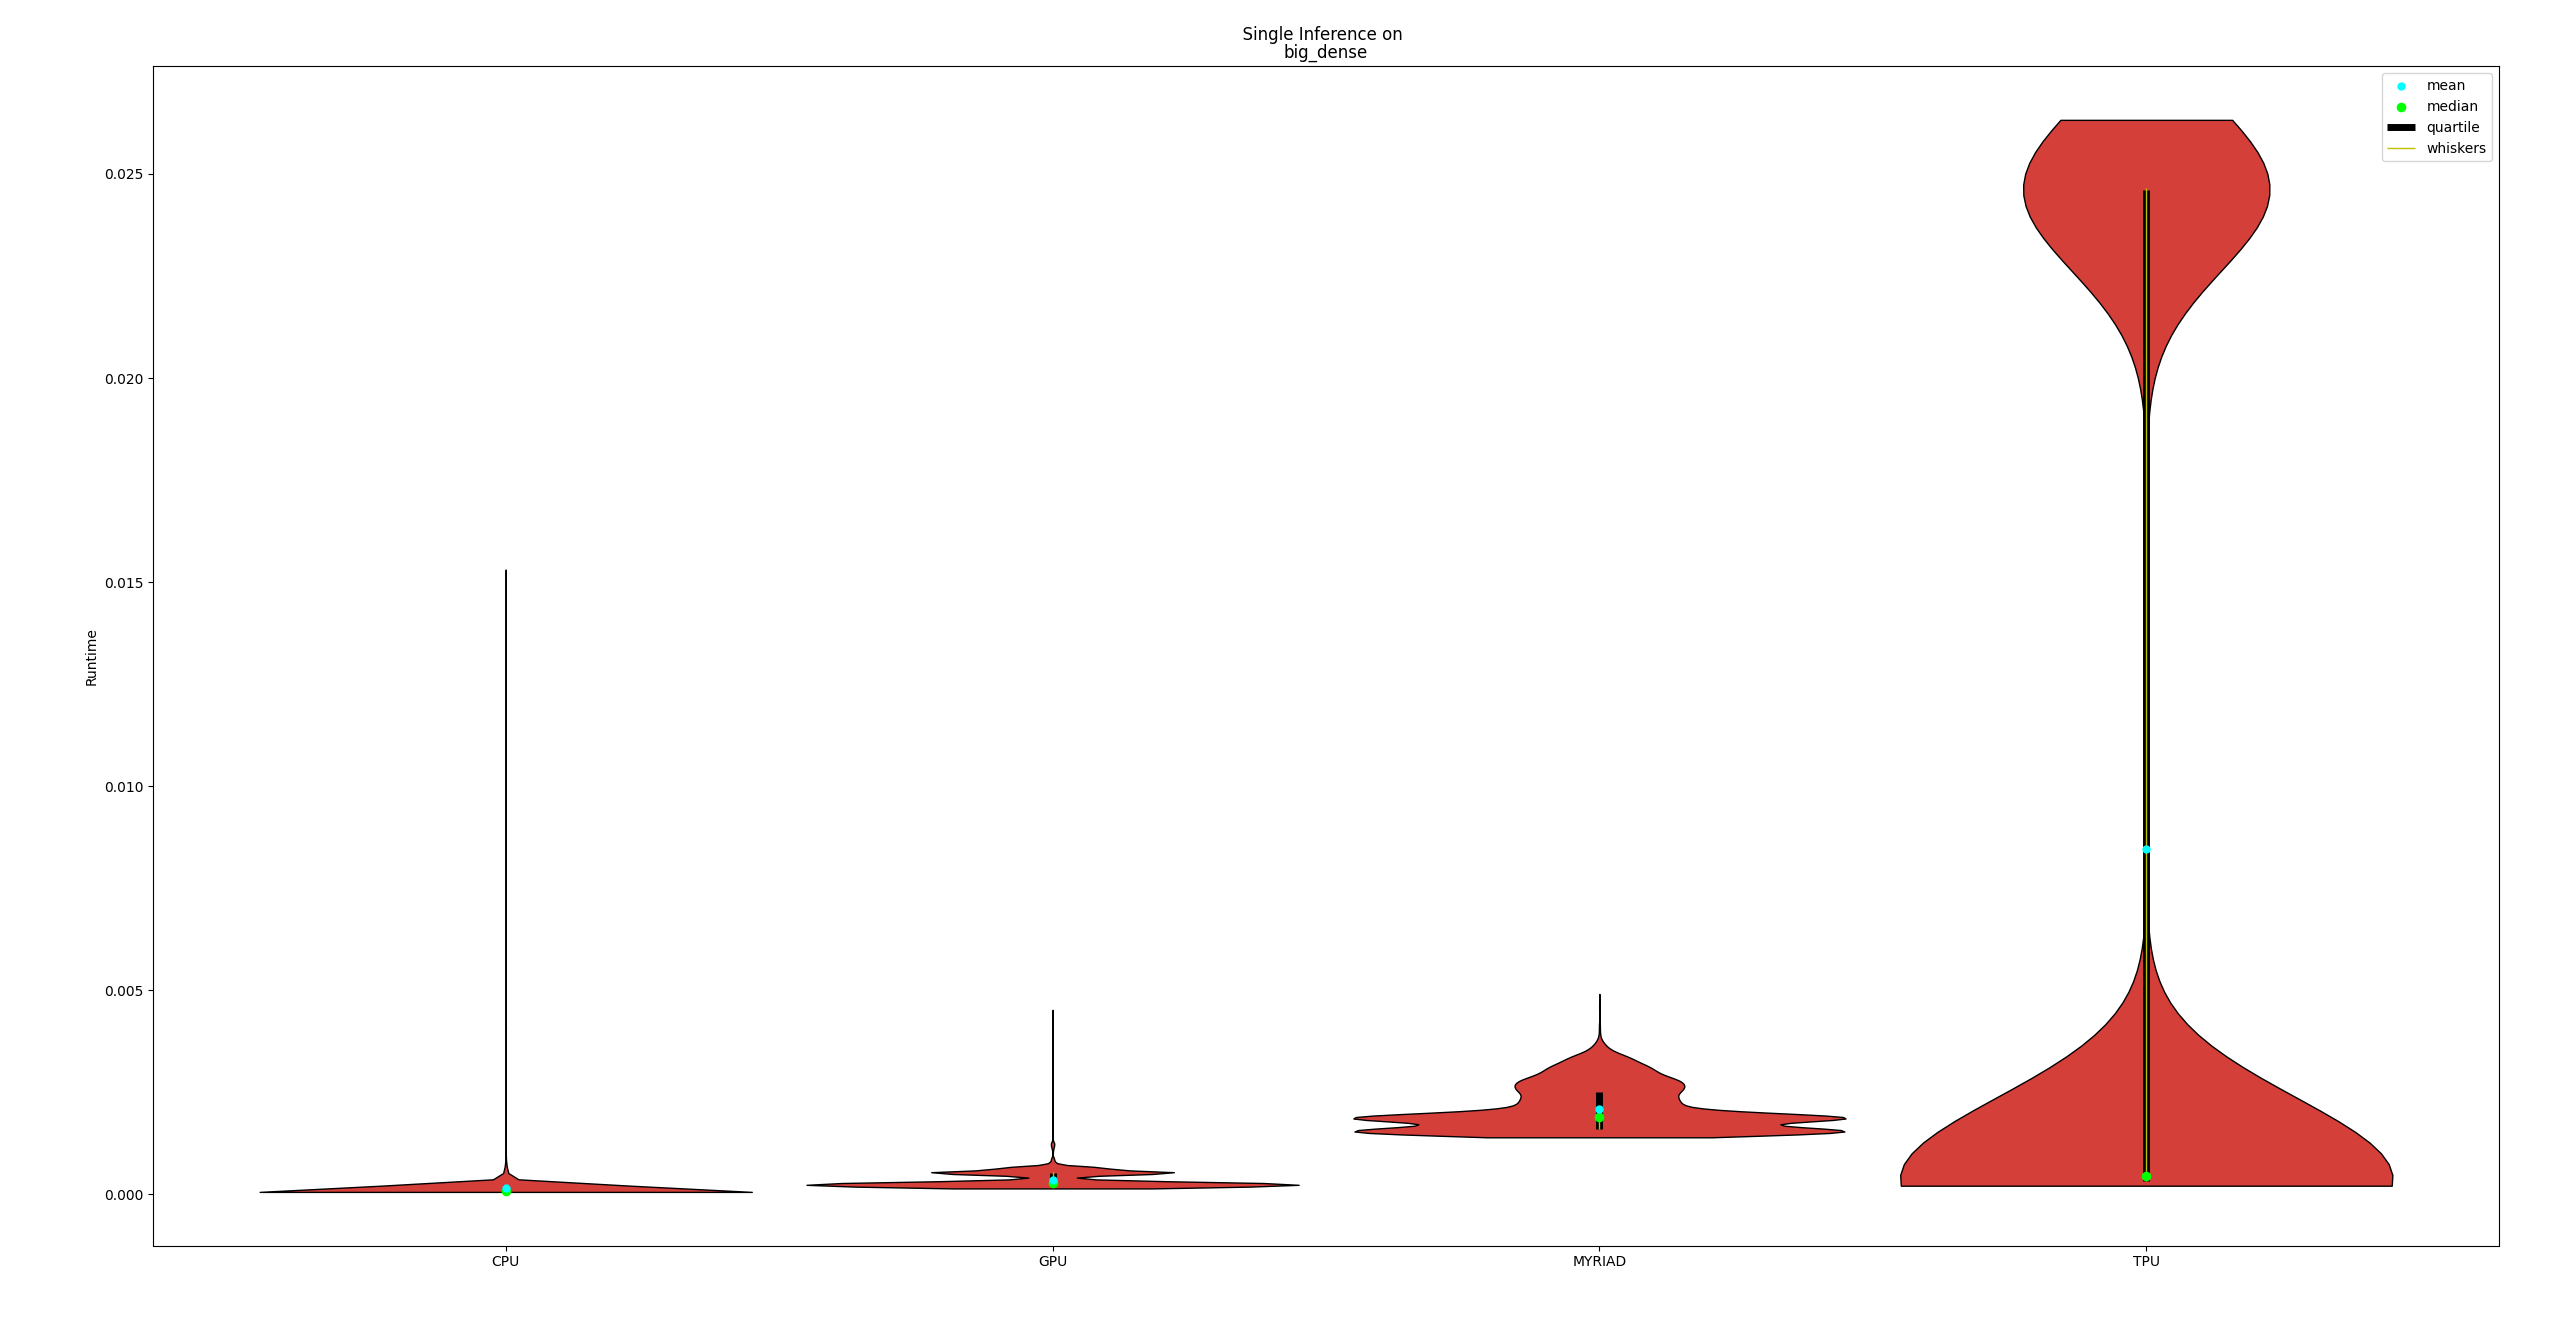 Single Inference on
big_dense
mean
median
quartile
whiskers
0.025
0.020
0.015
0.010
0.005
0.000
Runtime
CPU
GPU
MYRIAD
TPU